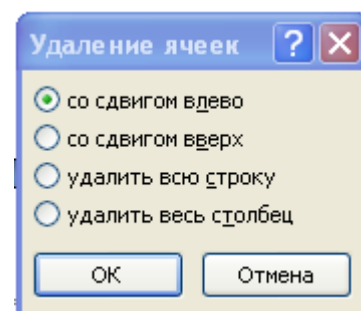 Удаление ячеек ?
со сдвигом влево
со сдвигом вверх
удалить всю строку
удалить весь столбец
ОК Отмена